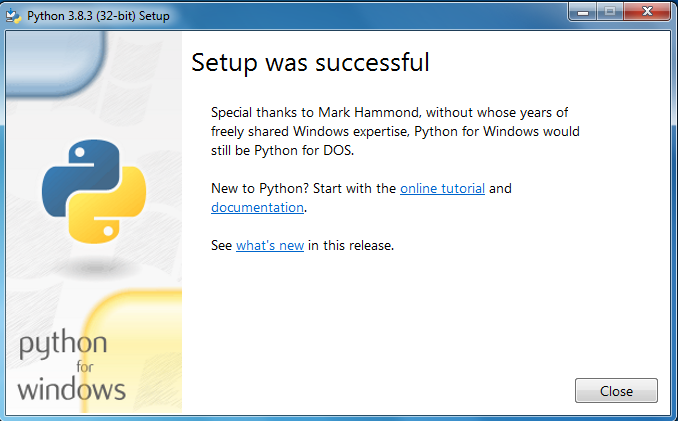 Python 3.8.3 (32-bit) Setup
Setup was successful
Special thanks to Mark Hammond, without whose years of
freely shared Windows expertise, Python for Windows would
still be Python for DOS.
New to Python? Start with the online tutorial and
documentation.
See what's new in this release.
python
for
windows
Close